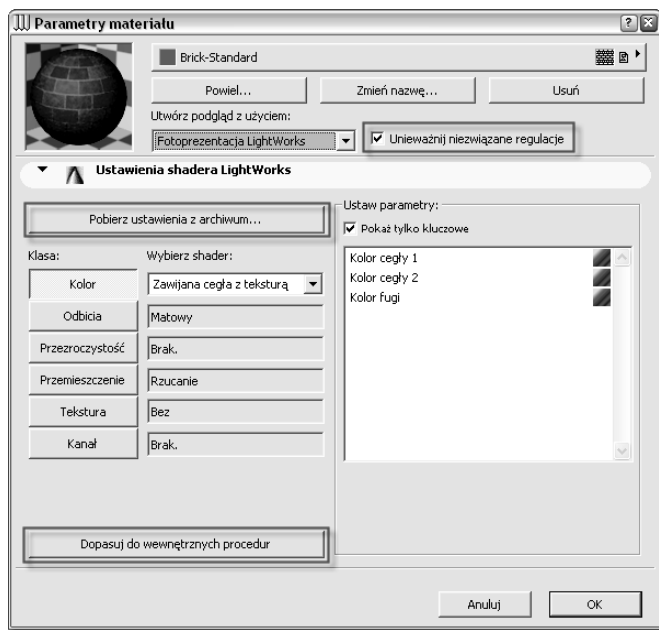 Parametry materiału
Brick-Standard
Powiel...
Zmień nazwę...
Usuń
Utwórz podgląd z użyciem:
Fotoprezentacja LightWorks
Unieważnij niezwiązane regulacje
Ustawienia shadera LightWorks
Pobierz ustawienia z archiwum...
Ustaw parametry:
Pokaż tylko kluczowe
Klasa:
Wybierz shader:
Kolor
Zawijana cegła z teksturą
Odbicia
Matowy
Przezroczystość
Brak.
Przemieszczenie
Rzucanie
Tekstura
Bez
Kanał
Brak.
Kolor cegły 1
Kolor cegły 2
Kolor fugi
Dopasuj do wewnętrznych procedur
Anuluj
OK